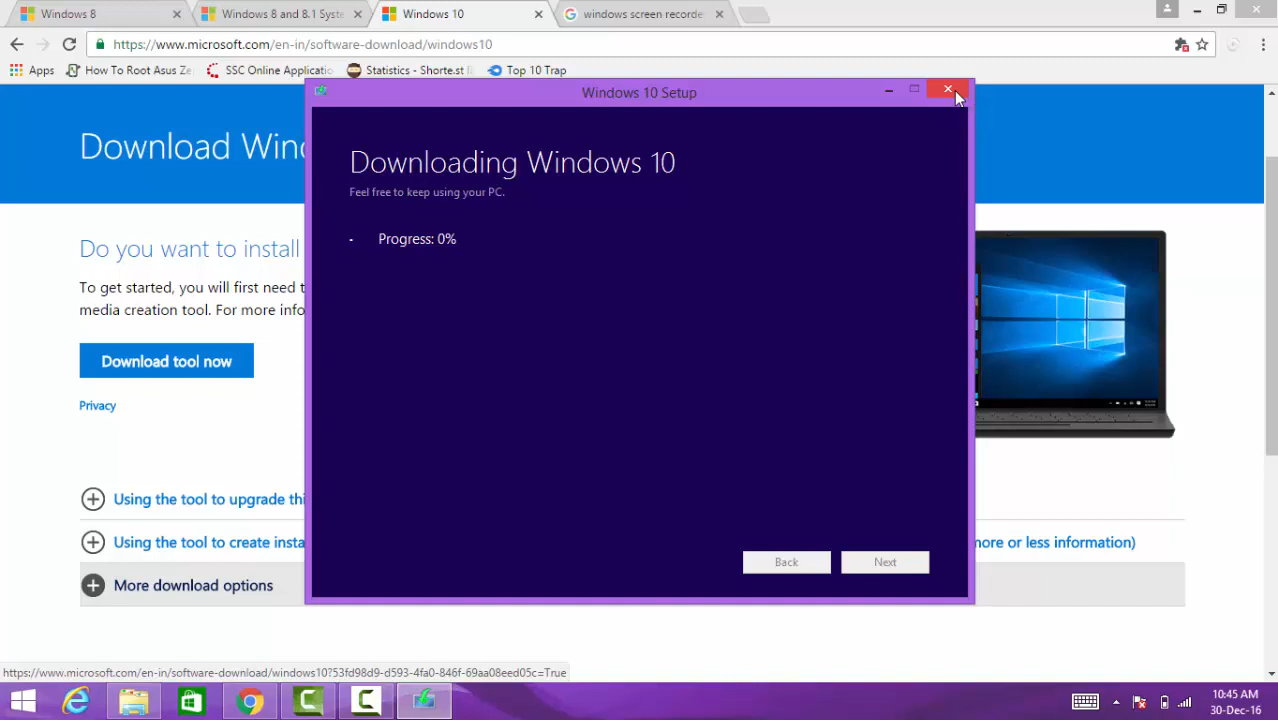 Windows 8
Windows 8 and 8.1 Syste
Windows 10
windows screen recorde
https://www.microsoft.com/en-in/software-download/windows10
Apps
How To Root Asus Ze
SSC Online Applicatio
Statistics - Shorte.st l
Top 10 Trap
Windows 10 Setup
Download Wind
Downloading Windows 10
Feel free to keep using your PC.
Progress: 0%
Do you want to install
To get started, you will first need t
media creation tool. For more info
Download tool now
Privacy
Using the tool to upgrade thi
Using the tool to create insta
more or less information)
Back
Next
More download options
https://www.microsoft.com/en-in/software-download/windows10?53fd98d9-d593-4fa0-846f-69aa08eed05c=True
10:45 AM
30-Dec-16